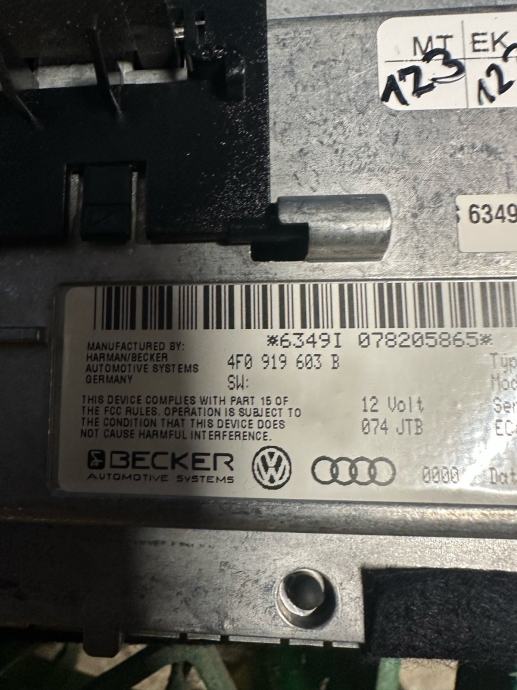 MT EK
123
6349
*6349I 078205865*
MANUFACTURED BY:
HARMAN/BECKER
AUTOMOTIVE SYSTEMS
GERMANY
4F0 919 603 B
SW:
THIS DEVICE COMPLIES WITH PART 15 OF
THE FCC RULES. OPERATION IS SUBJECT TO
THE CONDITION THAT THIS DEVICE DOES
NOT CAUSE HARMFUL INTERFERENCE.
12 Volt
074 JTB
BECKER
AUTOMOTIVE SYSTEMS
0000